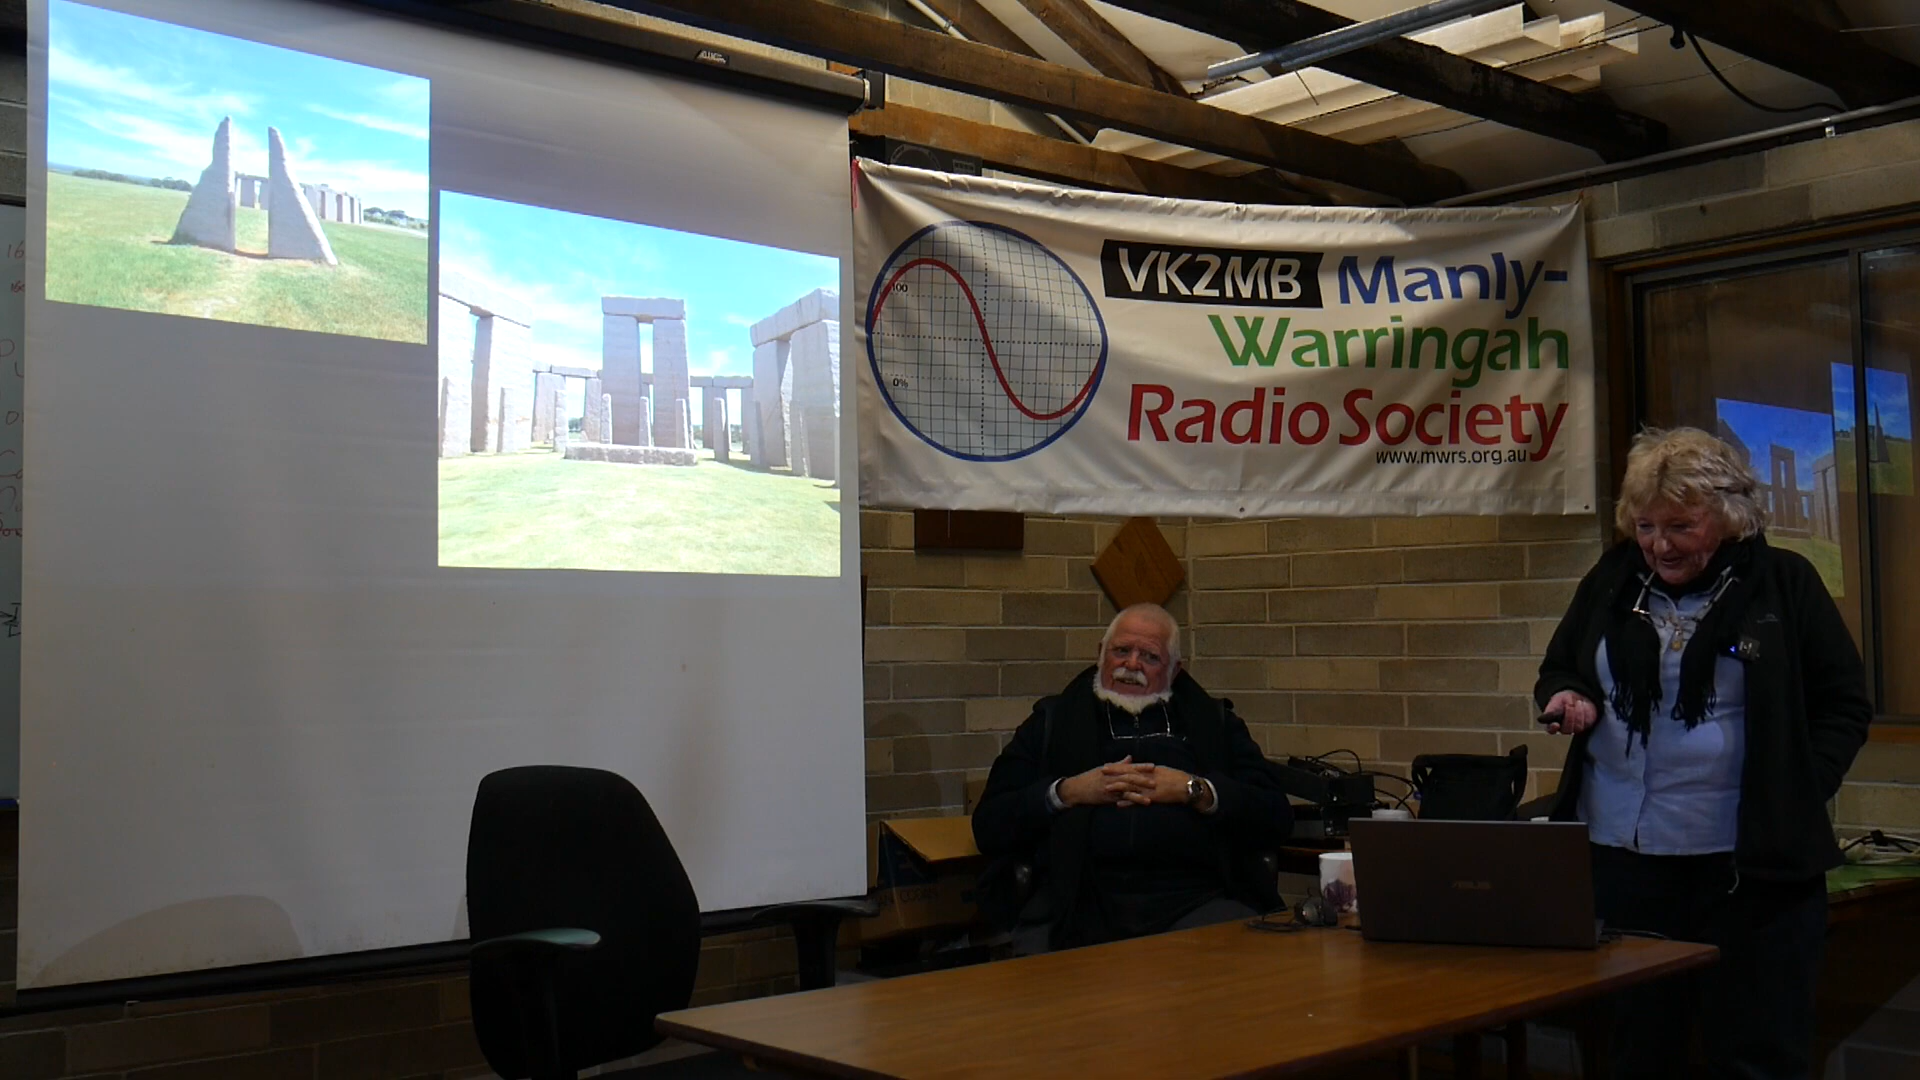 VK2MB Manly-
Warringah
Radio Society
www.mwrs.org.au
100
0%
ASUS